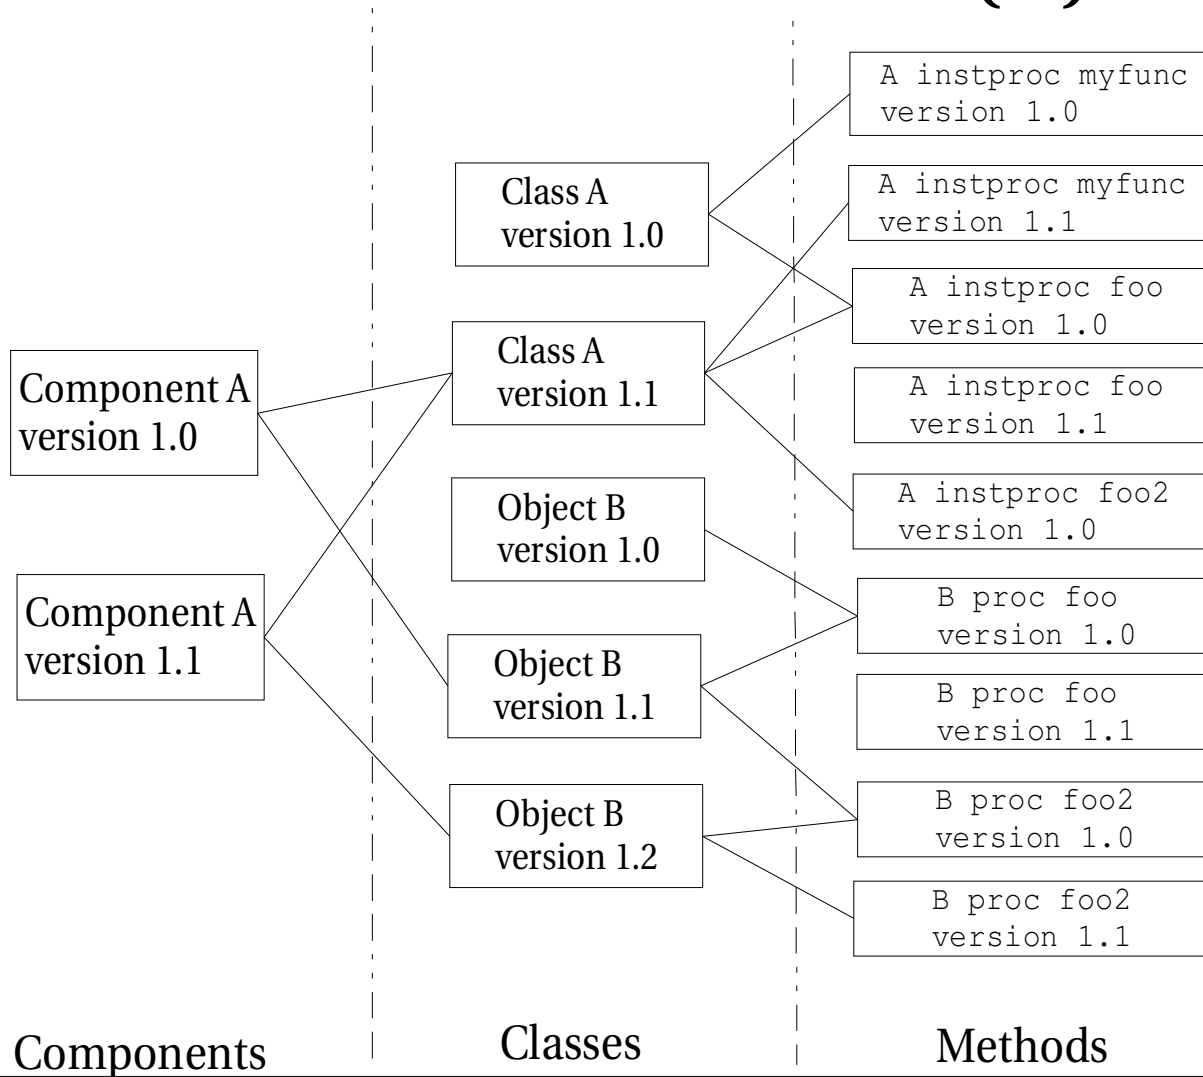 A instproc myfunc
version 1.0
A instproc myfunc
version 1.1
A instproc foo
version 1.0
A instproc foo
version 1.1
A instproc foo2
version 1.0
B proc foo
version 1.0
B proc foo
version 1.1
B proc foo2
version 1.0
B proc foo2
version 1.1
Class A
version 1.0
Class A
version 1.1
Object B
version 1.0
Object B
version 1.1
Object B
version 1.2
Component A
version 1.0
Component A
version 1.1
Components
Classes
Methods